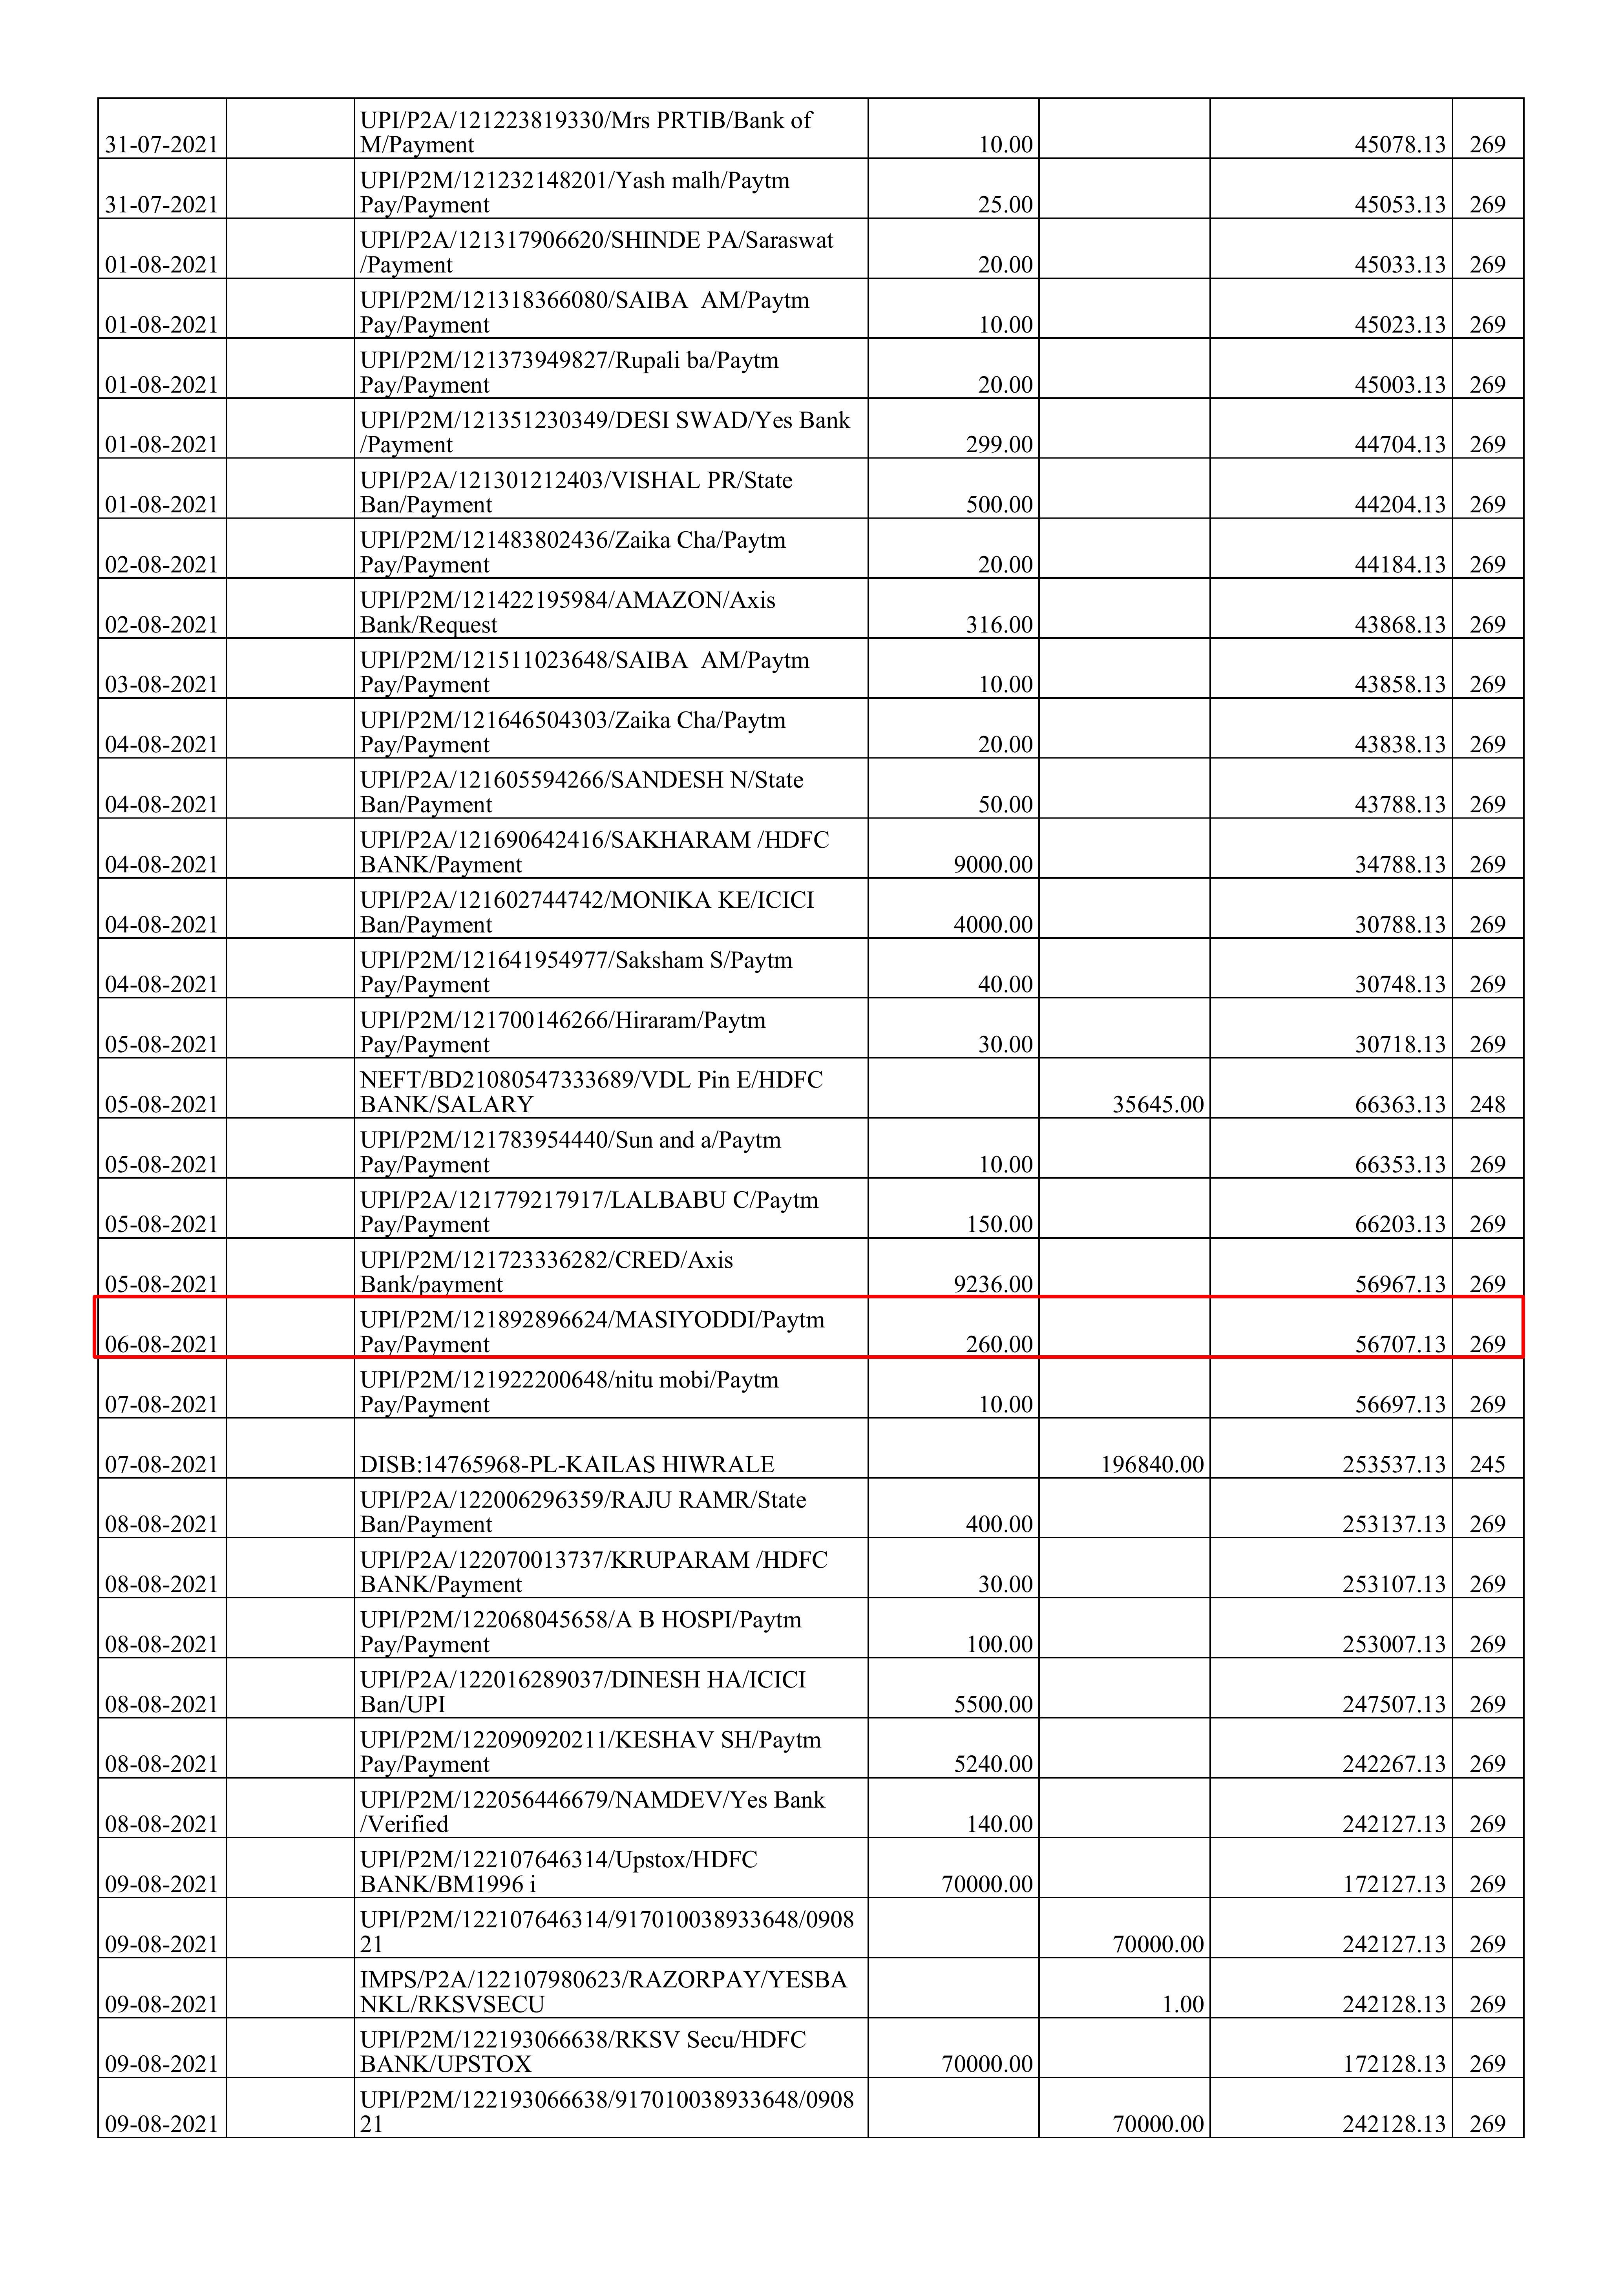 UPI/P2A/121223819330/Mrs PRTIB/Bank of
31-07-2021 M/Payment 10.00 45078.13 269
UPI/P2M/121232148201/Yash malh/Paytm
31-07-2021 Pay/Payment 25.00 45053.13 269
UPI/P2A/121317906620/SHINDE PA/Saraswat
01-08-2021 /Payment 20.00 45033.13 269
UPI/P2M/121318366080/SAIBA  AM/Paytm
01-08-2021 Pay/Payment 10.00 45023.13 269
UPI/P2M/121373949827/Rupali ba/Paytm
01-08-2021 Pay/Payment 20.00 45003.13 269
UPI/P2M/121351230349/DESI SWAD/Yes Bank
01-08-2021 /Payment 299.00 44704.13 269
UPI/P2A/121301212403/VISHAL PR/State
01-08-2021 Ban/Payment 500.00 44204.13 269
UPI/P2M/121483802436/Zaika Cha/Paytm
02-08-2021 Pay/Payment 20.00 44184.13 269
UPI/P2M/121422195984/AMAZON/Axis
02-08-2021 Bank/Request 316.00 43868.13 269
UPI/P2M/121511023648/SAIBA  AM/Paytm
03-08-2021 Pay/Payment 10.00 43858.13 269
UPI/P2M/121646504303/Zaika Cha/Paytm
04-08-2021 Pay/Payment 20.00 43838.13 269
UPI/P2A/121605594266/SANDESH N/State
04-08-2021 Ban/Payment 50.00 43788.13 269
UPI/P2A/121690642416/SAKHARAM /HDFC
04-08-2021 BANK/Payment 9000.00 34788.13 269
UPI/P2A/121602744742/MONIKA KE/ICICI
04-08-2021 Ban/Payment 4000.00 30788.13 269
UPI/P2M/121641954977/Saksham S/Paytm
04-08-2021 Pay/Payment 40.00 30748.13 269
UPI/P2M/121700146266/Hiraram/Paytm
05-08-2021 Pay/Payment 30.00 30718.13 269
NEFT/BD21080547333689/VDL Pin E/HDFC
05-08-2021 BANK/SALARY 35645.00 66363.13 248
UPI/P2M/121783954440/Sun and a/Paytm
05-08-2021 Pay/Payment 10.00 66353.13 269
UPI/P2A/121779217917/LALBABU C/Paytm
05-08-2021 Pay/Payment 150.00 66203.13 269
UPI/P2M/121723336282/CRED/Axis
05-08-2021 Bank/payment 9236.00 56967.13 269
UPI/P2M/121892896624/MASIYODDI/Paytm
06-08-2021 Pay/Payment 260.00 56707.13 269
UPI/P2M/121922200648/nitu mobi/Paytm
07-08-2021 Pay/Payment 10.00 56697.13 269
07-08-2021 DISB:14765968-PL-KAILAS HIWRALE 196840.00 253537.13 245
UPI/P2A/122006296359/RAJU RAMR/State
08-08-2021 Ban/Payment 400.00 253137.13 269
UPI/P2A/122070013737/KRUPARAM /HDFC
08-08-2021 BANK/Payment 30.00 253107.13 269
UPI/P2M/122068045658/A B HOSPI/Paytm
08-08-2021 Pay/Payment 100.00 253007.13 269
UPI/P2A/122016289037/DINESH HA/ICICI
08-08-2021 Ban/UPI 5500.00 247507.13 269
UPI/P2M/122090920211/KESHAV SH/Paytm
08-08-2021 Pay/Payment 5240.00 242267.13 269
UPI/P2M/122056446679/NAMDEV/Yes Bank
08-08-2021 /Verified 140.00 242127.13 269
UPI/P2M/122107646314/Upstox/HDFC
09-08-2021 BANK/BM1996 i 70000.00 172127.13 269
UPI/P2M/122107646314/917010038933648/0908
09-08-2021 21 70000.00 242127.13 269
IMPS/P2A/122107980623/RAZORPAY/YESBA
09-08-2021 NKL/RKSVSECU 1.00 242128.13 269
UPI/P2M/122193066638/RKSV Secu/HDFC
09-08-2021 BANK/UPSTOX 70000.00 172128.13 269
UPI/P2M/122193066638/917010038933648/0908
09-08-2021 21 70000.00 242128.13 269